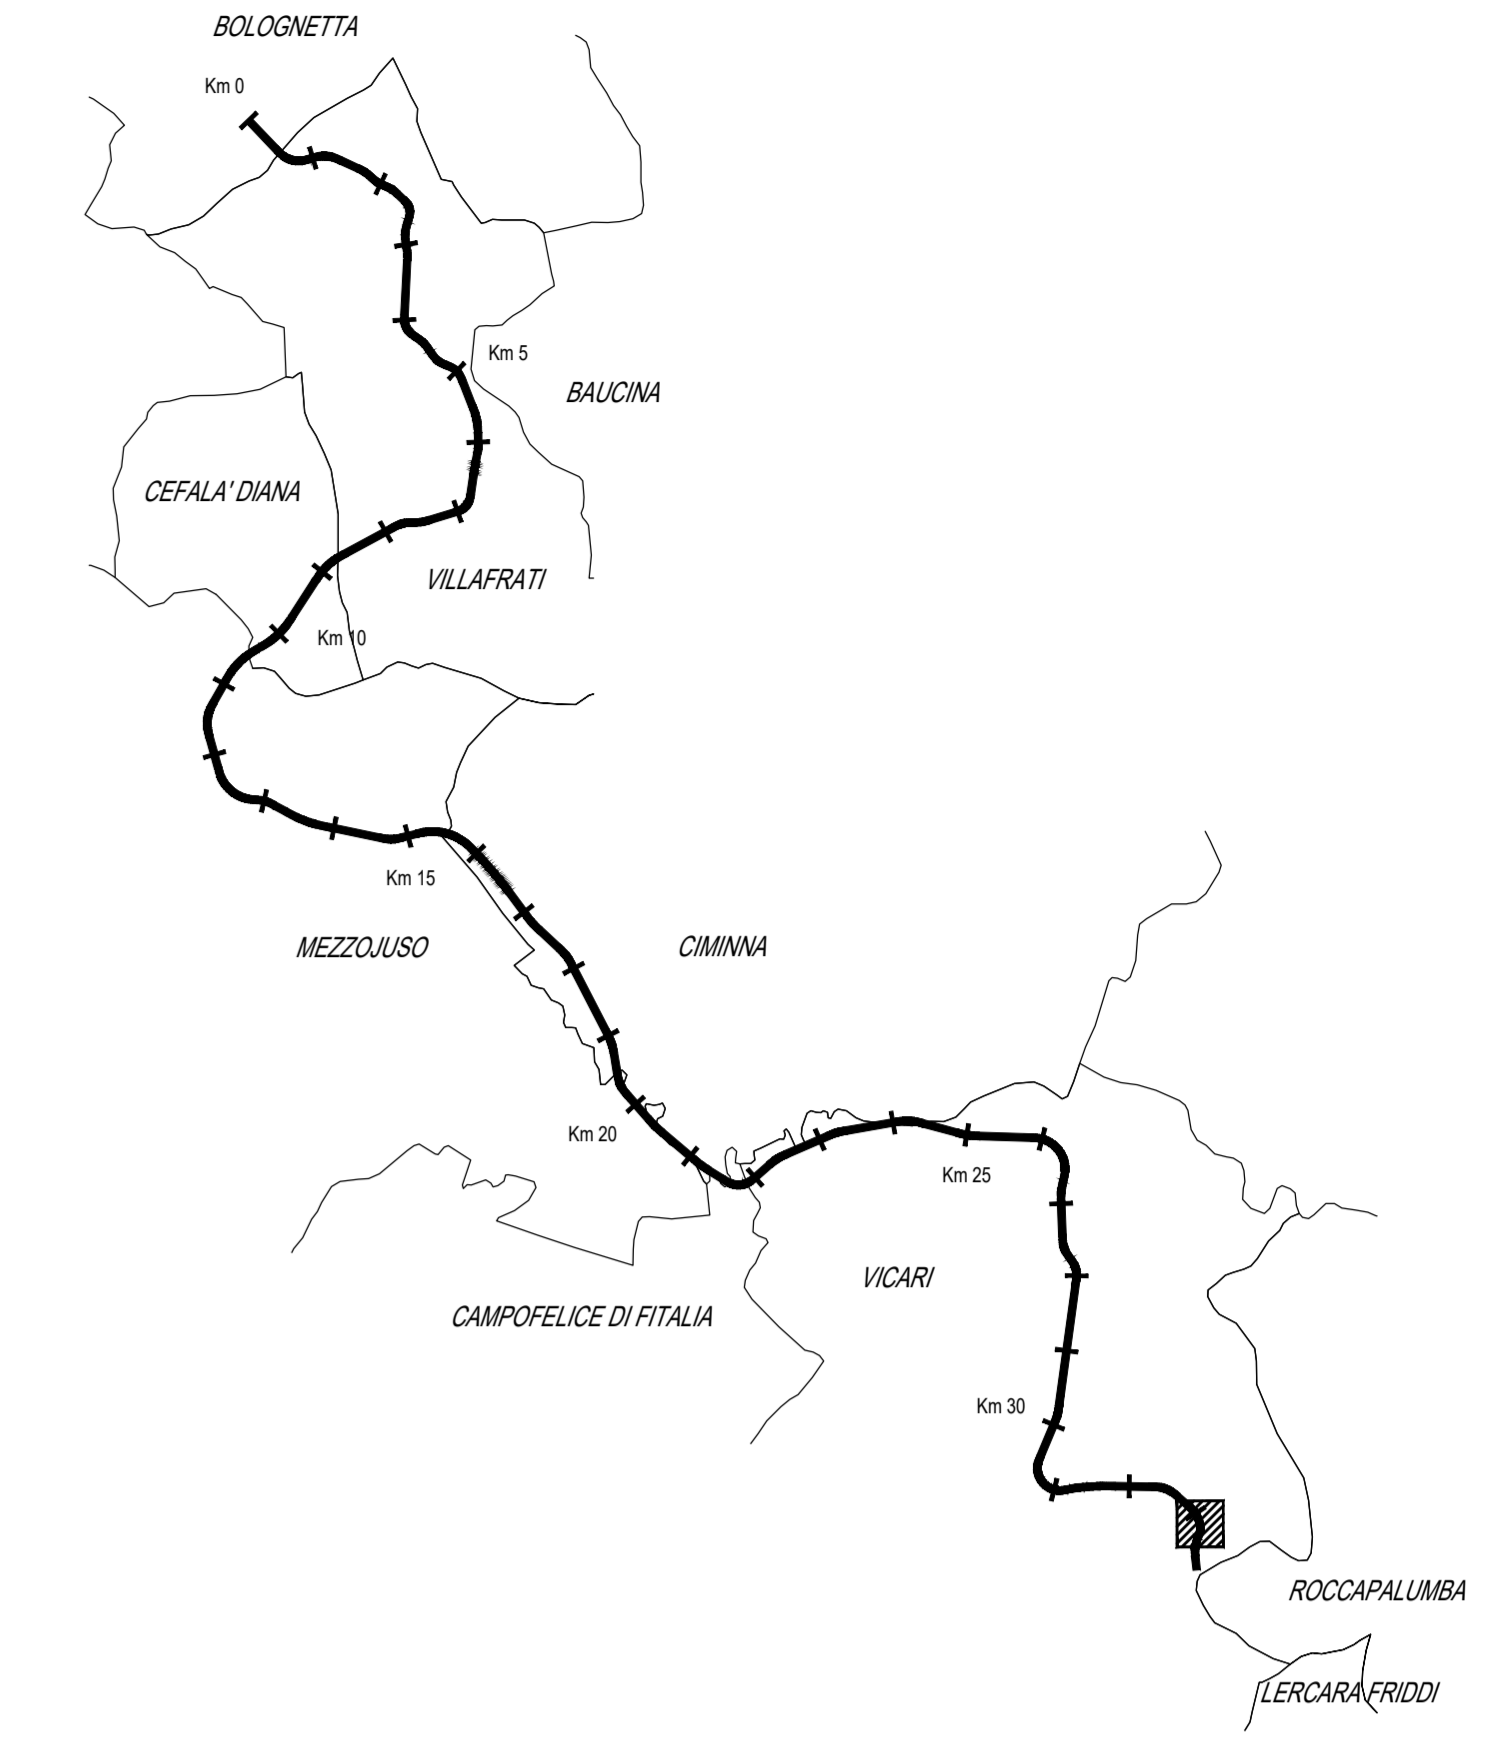 BOLOGNETTA
Km 0
Km 5
BAUCINA
CEFALA' DIANA
VILLAFRATI
Km 10
Km 15
MEZZOJUSO
CIMINNA
Km 20
Km 25
VICARI
CAMPOFELICE DI FITALIA
Km 30
ROCCAPALUMBA
LERCARA FRIDDI